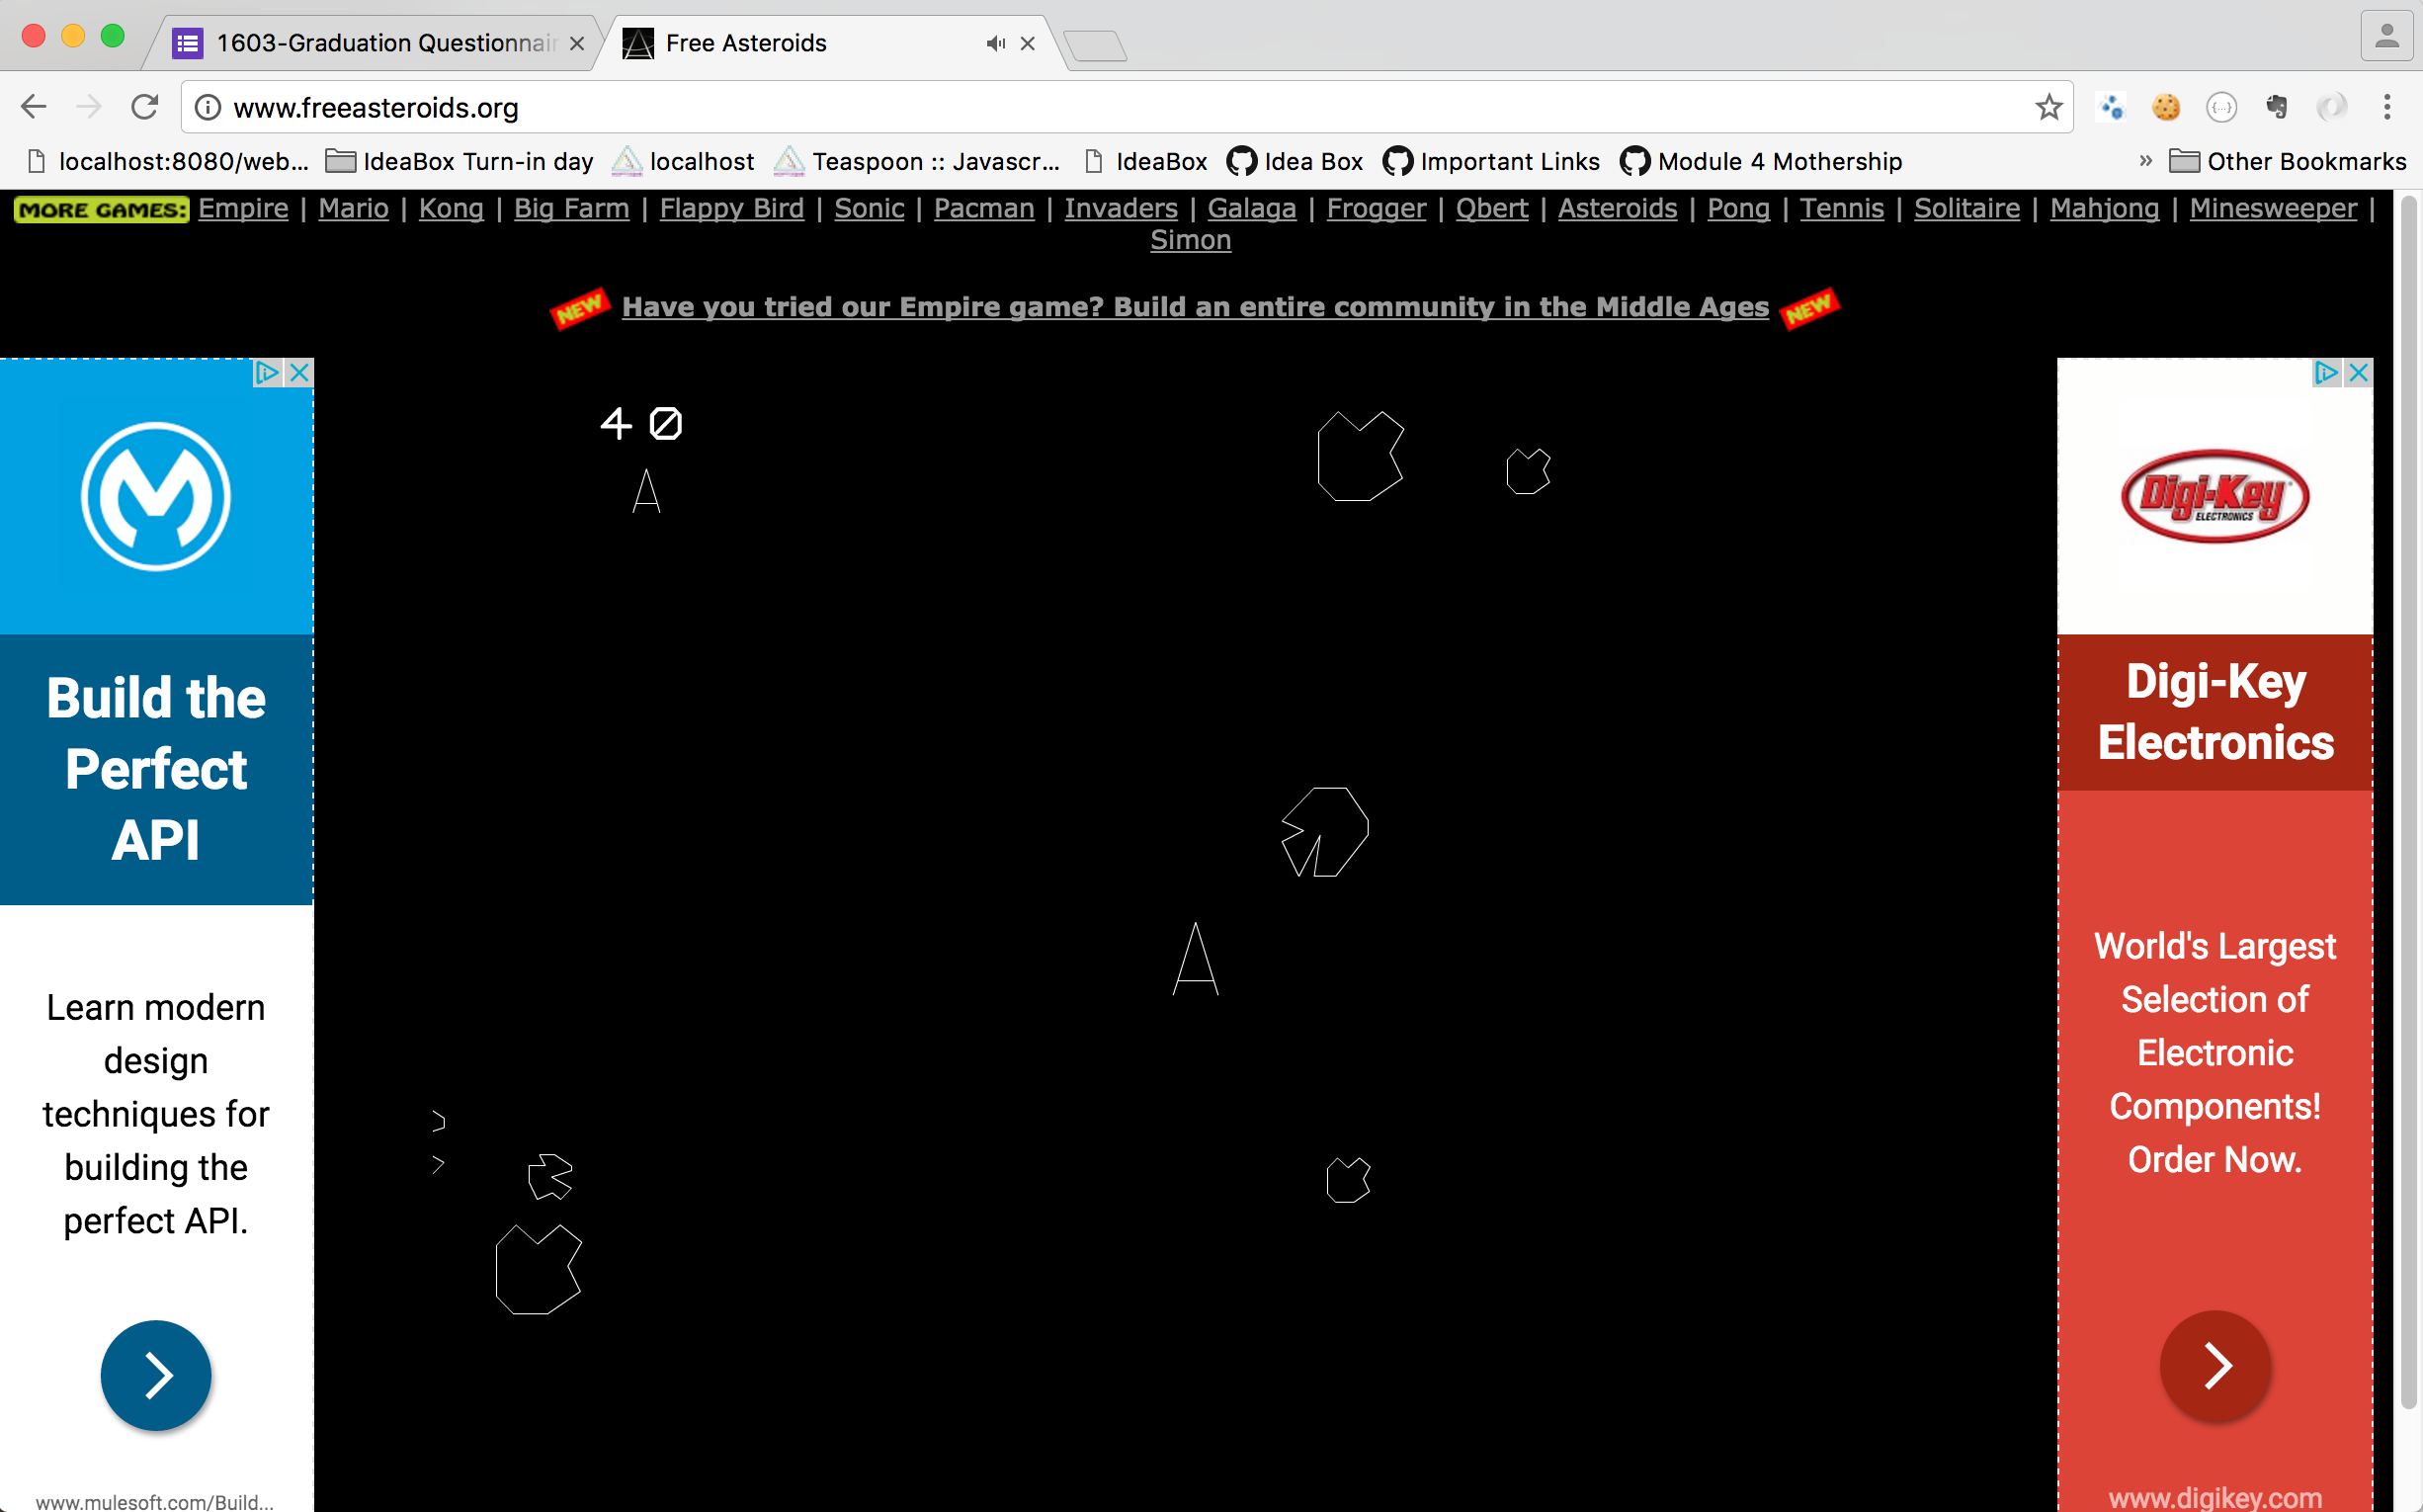 1603-Graduation Questionnair
Free Asteroids
www.freeasteroids.org
localhost:8080/web...
IdeaBox Turn-in day
localhost
Teaspoon :: Javascr...
IdeaBox
Idea Box
Important Links
Module 4 Mothership
» Other Bookmarks
MORE GAMES: Empire | Mario | Kong | Big Farm | Flappy Bird | Sonic | Pacman | Invaders | Galaga | Frogger | Qbert | Asteroids | Pong | Tennis | Solitaire | Mahjong | Minesweeper |
Simon
NEW Have you tried our Empire game? Build an entire community in the Middle Ages NEW
40
Build the
Perfect
API
Learn modern
design
techniques for
building the
perfect API.
www.mulesoft.com/Build...
Digi-Key
ELECTRONICS
Digi-Key
Electronics
World's Largest
Selection of
Electronic
Components!
Order Now.
www.digikey.com